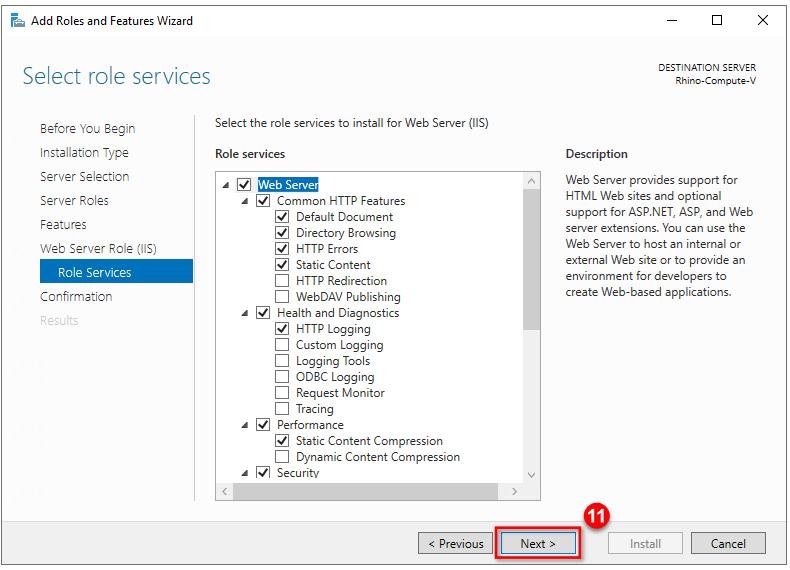 Add Roles and Features Wizard
Select role services
DESTINATION SERVER
Rhino-Compute-V
Before You Begin
Installation Type
Server Selection
Server Roles
Features
Web Server Role (IIS)
Role Services
Confirmation
Results
Select the role services to install for Web Server (IIS)
Role services
Web Server
Common HTTP Features
Default Document
Directory Browsing
HTTP Errors
Static Content
HTTP Redirection
WebDAV Publishing
Health and Diagnostics
HTTP Logging
Custom Logging
Logging Tools
ODBC Logging
Request Monitor
Tracing
Performance
Static Content Compression
Dynamic Content Compression
Security
Description
Web Server provides support for
HTML Web sites and optional
support for ASP.NET, ASP, and Web
server extensions. You can use the
Web Server to host an internal or
external Web site or to provide an
environment for developers to
create Web-based applications.
11
< Previous
Next >
Install
Cancel